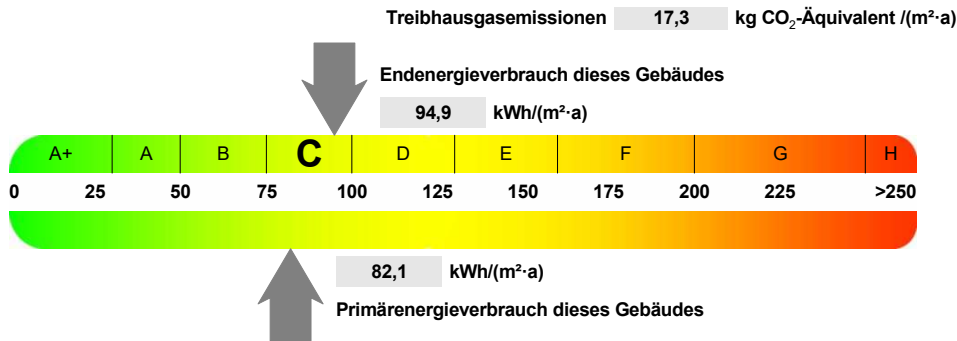 Treibhausgasemissionen 17,3 kg CO₂-Äquivalent /(m²·a)
Endenergieverbrauch dieses Gebäudes
94,9 kWh/(m²·a)
A+ A B C D E F G H
0 25 50 75 100 125 150 175 200 225 >250
82,1 kWh/(m²·a)
Primärenergieverbrauch dieses Gebäudes